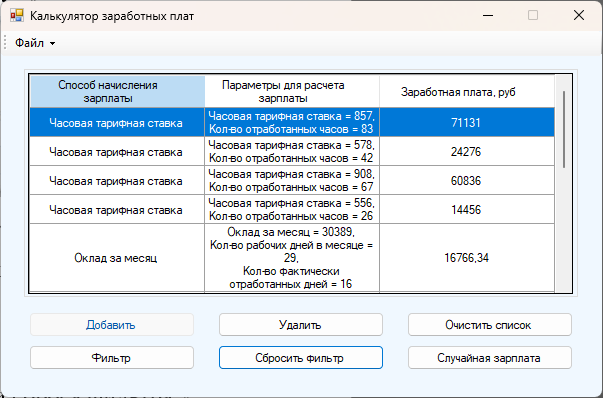 Калькулятор заработных плат
Файл
Способ начисления
зарплаты
Параметры для расчета
зарплаты
Заработная плата, руб
Часовая тарифная ставка
Часовая тарифная ставка = 857,
Кол-во отработанных часов = 83
71131
Часовая тарифная ставка
Часовая тарифная ставка = 578,
Кол-во отработанных часов = 42
24276
Часовая тарифная ставка
Часовая тарифная ставка = 908,
Кол-во отработанных часов = 67
60836
Часовая тарифная ставка
Часовая тарифная ставка = 556,
Кол-во отработанных часов = 26
14456
Оклад за месяц
Оклад за месяц = 30389,
Кол-во рабочих дней в месяце =
29,
Кол-во фактически
отработанных дней = 16
16766,34
Добавить
Удалить
Очистить список
Фильтр
Сбросить фильтр
Случайная зарплата